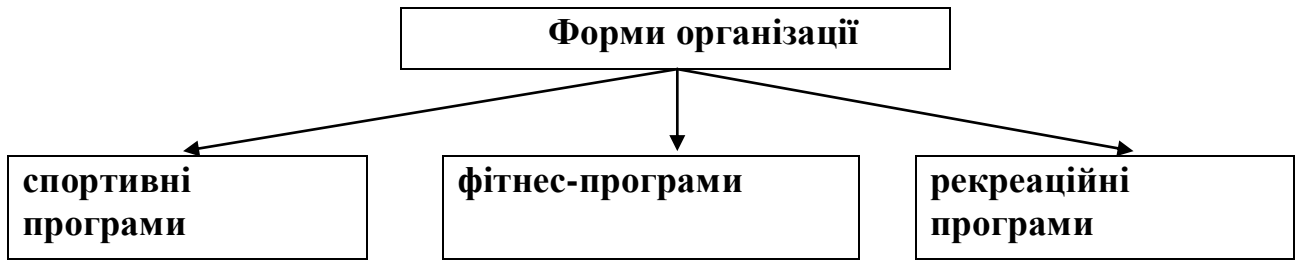 Форми організації
спортивні
програми
фітнес-програми
рекреаційні
програми